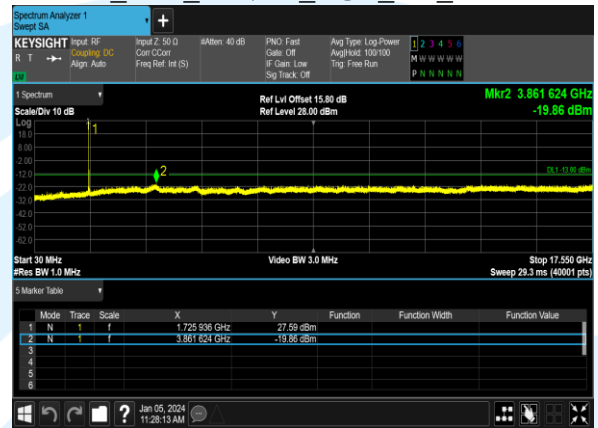 Spectrum Analyzer 1
Swept SA
+
KEYSIGHT Input: RF Input Z: 50 Ω #Atten: 40 dB PNO: Fast Avg Type: Log-Power 1 2 3 4 5 6
R T Coupling: DC Corr CCorr Gate: Off Avg|Hold: 100/100 M W W W W W
Align: Auto Freq Ref: Int (S) IF Gain: Low Trig: Free Run
Sig Track: Off P N N N N N
LV
1 Spectrum
Mkr2 3.861 624 GHz
Ref Lvl Offset 15.80 dB
Scale/Div 10 dB Ref Level 28.00 dBm -19.86 dBm
Log
18.0
8.00
-2.00
-12.0
-22.0
-32.0
-42.0
-52.0
-62.0
1
2
DL1 -13.00 dBm
Start 30 MHz Video BW 3.0 MHz Stop 17.550 GHz
#Res BW 1.0 MHz Sweep 29.3 ms (40001 pts)
5 Marker Table
Mode Trace Scale X Y Function Function Width Function Value
1 N 1 f 1.725 936 GHz 27.59 dBm
2 N 1 f 3.861 624 GHz -19.86 dBm
3
4
5
6
? Jan 05, 2024
11:28:13 AM